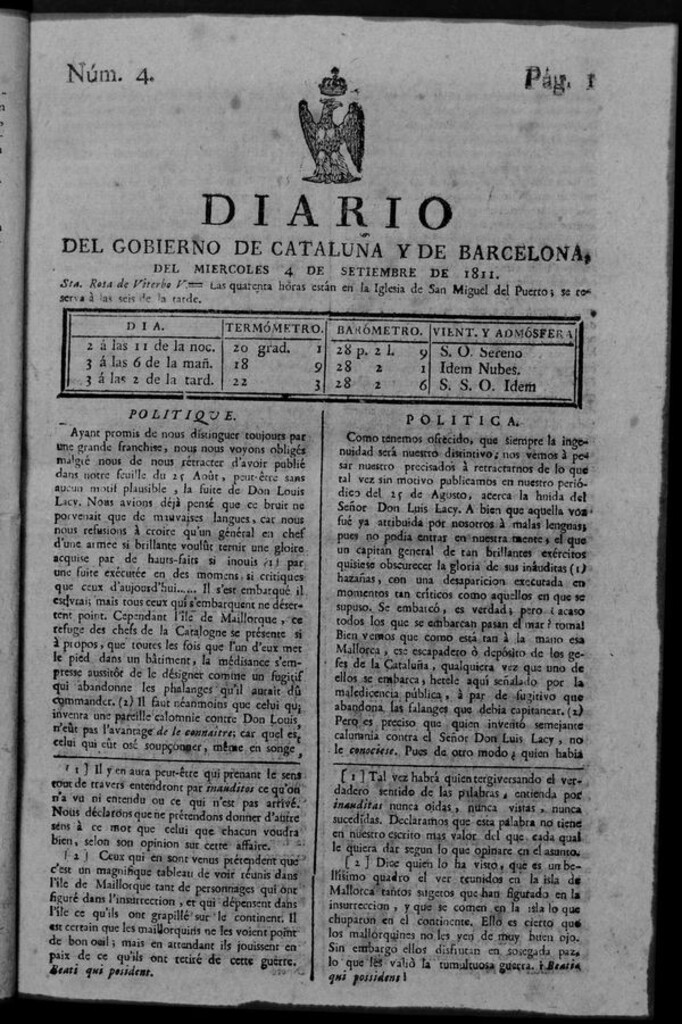 Núm. 4.
Pág. 1
DIARIO
DEL GOBIERNO DE CATALUÑA Y DE BARCELONA,
DEL MIERCOLES 4 DE SETIEMBRE DE 1811.
Sta. Rosa de Viterbo V.== Las quarenta horas están en la Iglesia de San Miguel del Puerto; se re-
serva à las seis de la tarde.
DIA. TERMÓMETRO. BARÓMETRO. VIENT. Y ADMÓSFERA
2 á las 11 de la noc. 20 grad. 1 28 p. 2 l. 9 S. O. Sereno
3 á las 6 de la mañ. 18 9 28 2 1 Idem Nubes.
3 á las 2 de la tard. 22 3 28 2 6 S. S. O. Idem
POLITIQUE.
Ayant promis de nous distinguer toujours par
une grande franchise, nous nous voyons obligés
malgré nous de nous rétracter d'avoir publié
dans notre feuille du 25 Août, peut-être sans
aucun motif plausible, la fuite de Don Louis
Lacy. Nous avions déjà pensé que ce bruit ne
porvenait que de mauvaises langues, car nous
nous refusions à croire qu'un général en chef
d'une armee si brillante voulût ternir une gloire
acquise par de hauts-faits si inouis (1) par
une fuite exécutée en des momens si critiques
que ceux d'aujourd'hui...... Il s'est embarqué il
est vrai; mais tous ceux qui s'embarquent ne déser-
tent point. Cependant l'île de Maillorque, ce
refuge des chefs de la Catalogne se présente si
à propos, que toutes les fois que l'un d'eux met
le pied dans un bâtiment, la médisance s'em-
presse aussitôt de le désigner comme un fugitif
qui abandonne les phalanges qu'il aurait dû
commander. (2) Il faut néanmoins que celui qui
inventa une pareille calomnie contre Don Louis
n'eût pas l'avantage de le connaitre; car quel est
celui qui eût osé soupçonner, même en songe,
(1) Il y en aura peut-être qui prenant le sens
tout de travers entendront par inauditos ce qu'on
n'a vu ni entendu ou ce qui n'est pas arrivé.
Nous déclarons que ne prétendons donner d'autre
sens à ce mot que celui que chacun voudra
bien, selon son opinion sur cette affaire.
(2) Ceux qui en sont venus prétendent que
c'est un magnifique tableau de voir réunis dans
l'île de Maillorque tant de personnages qui ont
figuré dans l'insurrection, et qui dépensent dans
l'île ce qu'ils ont grapillé sur le continent. Il
est certain que les maillorquins ne les voient point
de bon oeil; mais en attendant ils jouissent en
paix de ce qu'ils ont retiré de cette guerre.
Beati qui posident.
POLITICA.
Como tenemos ofrecido, que siempre la inge-
nuidad será nuestro distintivo; nos vemos à pe-
sar nuestro precisados à retractarnos de lo que
tal vez sin motivo publicamos en nuestro perió-
dico del 25 de Agosto, acerca la huida del
Señor Don Luis Lacy. A bien que aquella voz
fué ya atribuida por nosotros à malas lenguas,
pues no podia entrar en nuestra mente, el que
un capitan general de tan brillantes exércitos
quisiese obscurecer la gloria de sus inâuditas (1)
hazañas, con una desaparicion executada en
momentos tan críticos como aquellos en que se
supuso. Se embarcó, es verdad; pero ¿acaso
todos los que se embarcan pasan el mar? toma!
Bien vemos que como está tan à la mano esa
Mallorca, ese escapadero ó depósito de los ge-
fes de la Cataluña, qualquiera vez que uno de
ellos se embarca, hetele aqui señalado por la
maledicencia pública, à par de fugitivo que
abandona las falanges que debia capitanear. (2)
Pero es preciso que quien inventó semejante
calumnia contra el Señor Don Luis Lacy, no
le conociese. Pues de otro modo ¿quien habia
[1] Tal vez habrá quien tergiversando el ver-
dadero sentido de las palabras, entienda por
inauditas nunca oidas, nunca vistas, nunca
sucedidas. Declaramos que esta palabra no tiene
en nuestro escrito mas valor del que cada qual
le quiera dar segun lo que opinare en el asunto.
[2] Dice quien lo ha visto, que es un be-
llísimo quadro el ver reunidos en la isla de
Mallorca tantos sugetos que han figurado en la
insurreccion, y que se comen en la isla lo que
chuparon en el continente. Ello es cierto que
los mallorquines no les ven de muy buen ojo.
Sin embargo ellos disfrutan en sosegada paz
lo que les valió la tumultuosa guerra. ¡Beati
qui possidens!